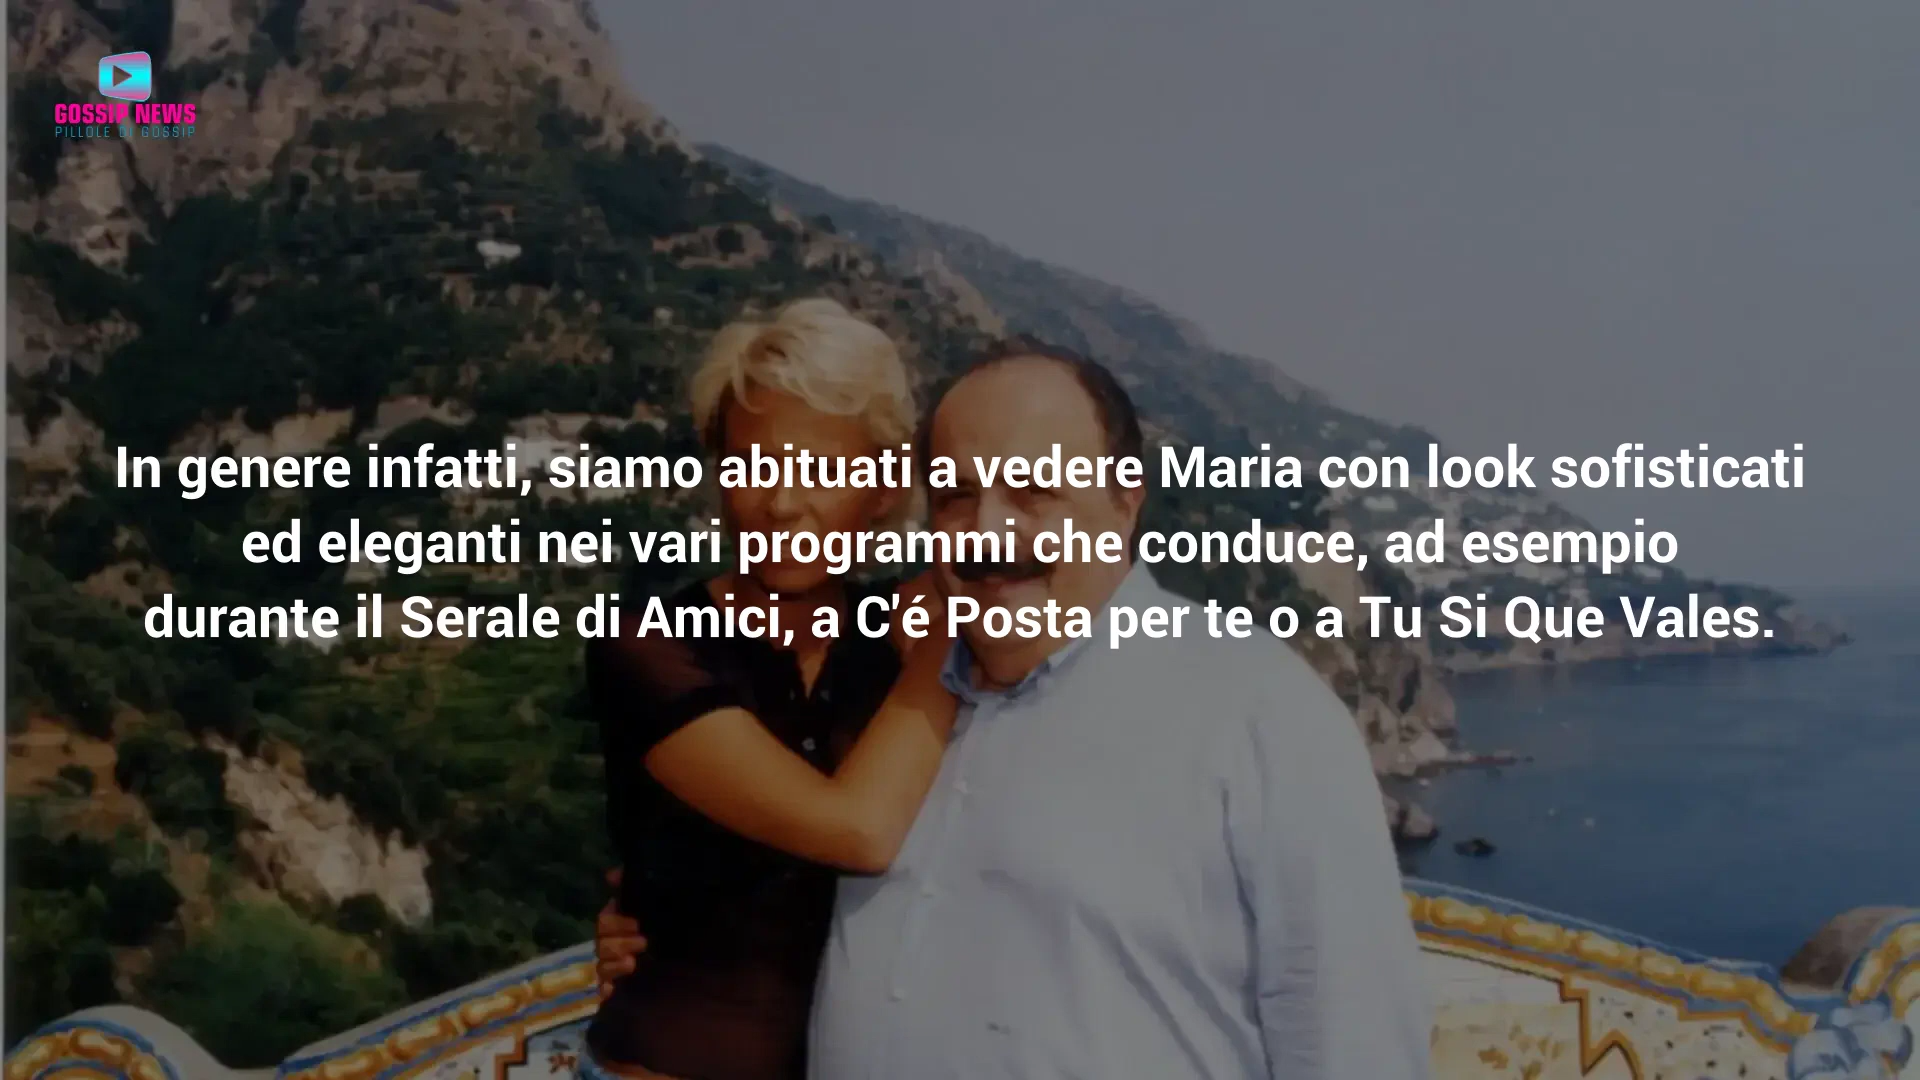 GOSSIP NEWS
PILLOLE DI GOSSIP
In genere infatti, siamo abituati a vedere Maria con look sofisticati
ed eleganti nei vari programmi che conduce, ad esempio
durante il Serale di Amici, a C'é Posta per te o a Tu Si Que Vales.